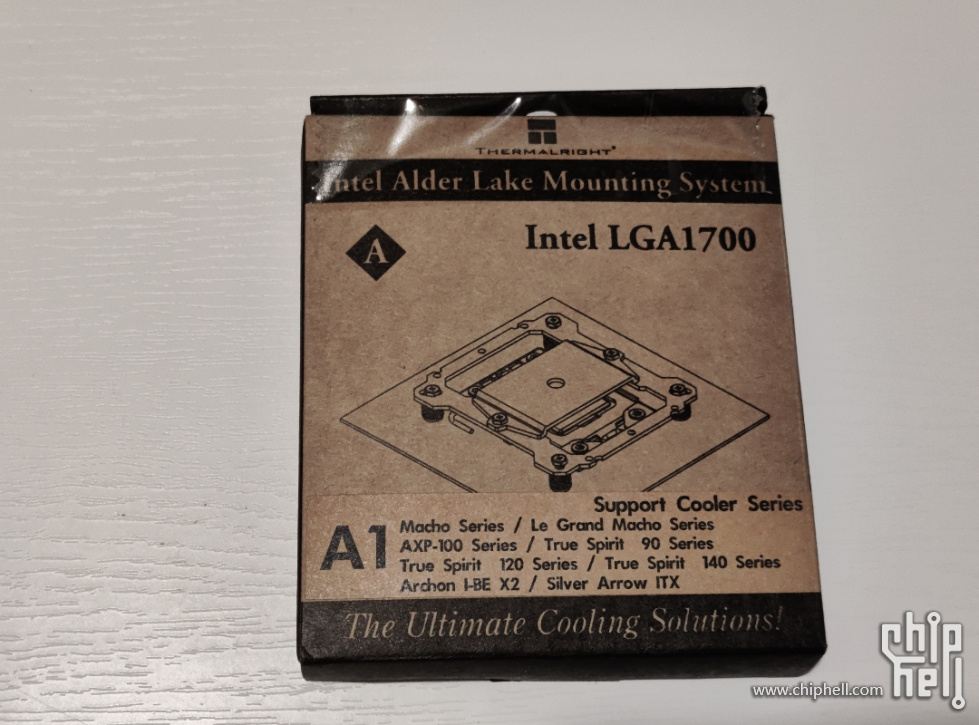 THERMALRIGHT
Intel Alder Lake Mounting System
A
Intel LGA1700
Support Cooler Series
A1
Macho Series / Le Grand Macho Series
AXP-100 Series / True Spirit 90 Series
True Spirit 120 Series / True Spirit 140 Series
Archon I-BE X2 / Silver Arrow ITX
The Ultimate Cooling Solutions!
www.chiphell.com
chip
hell